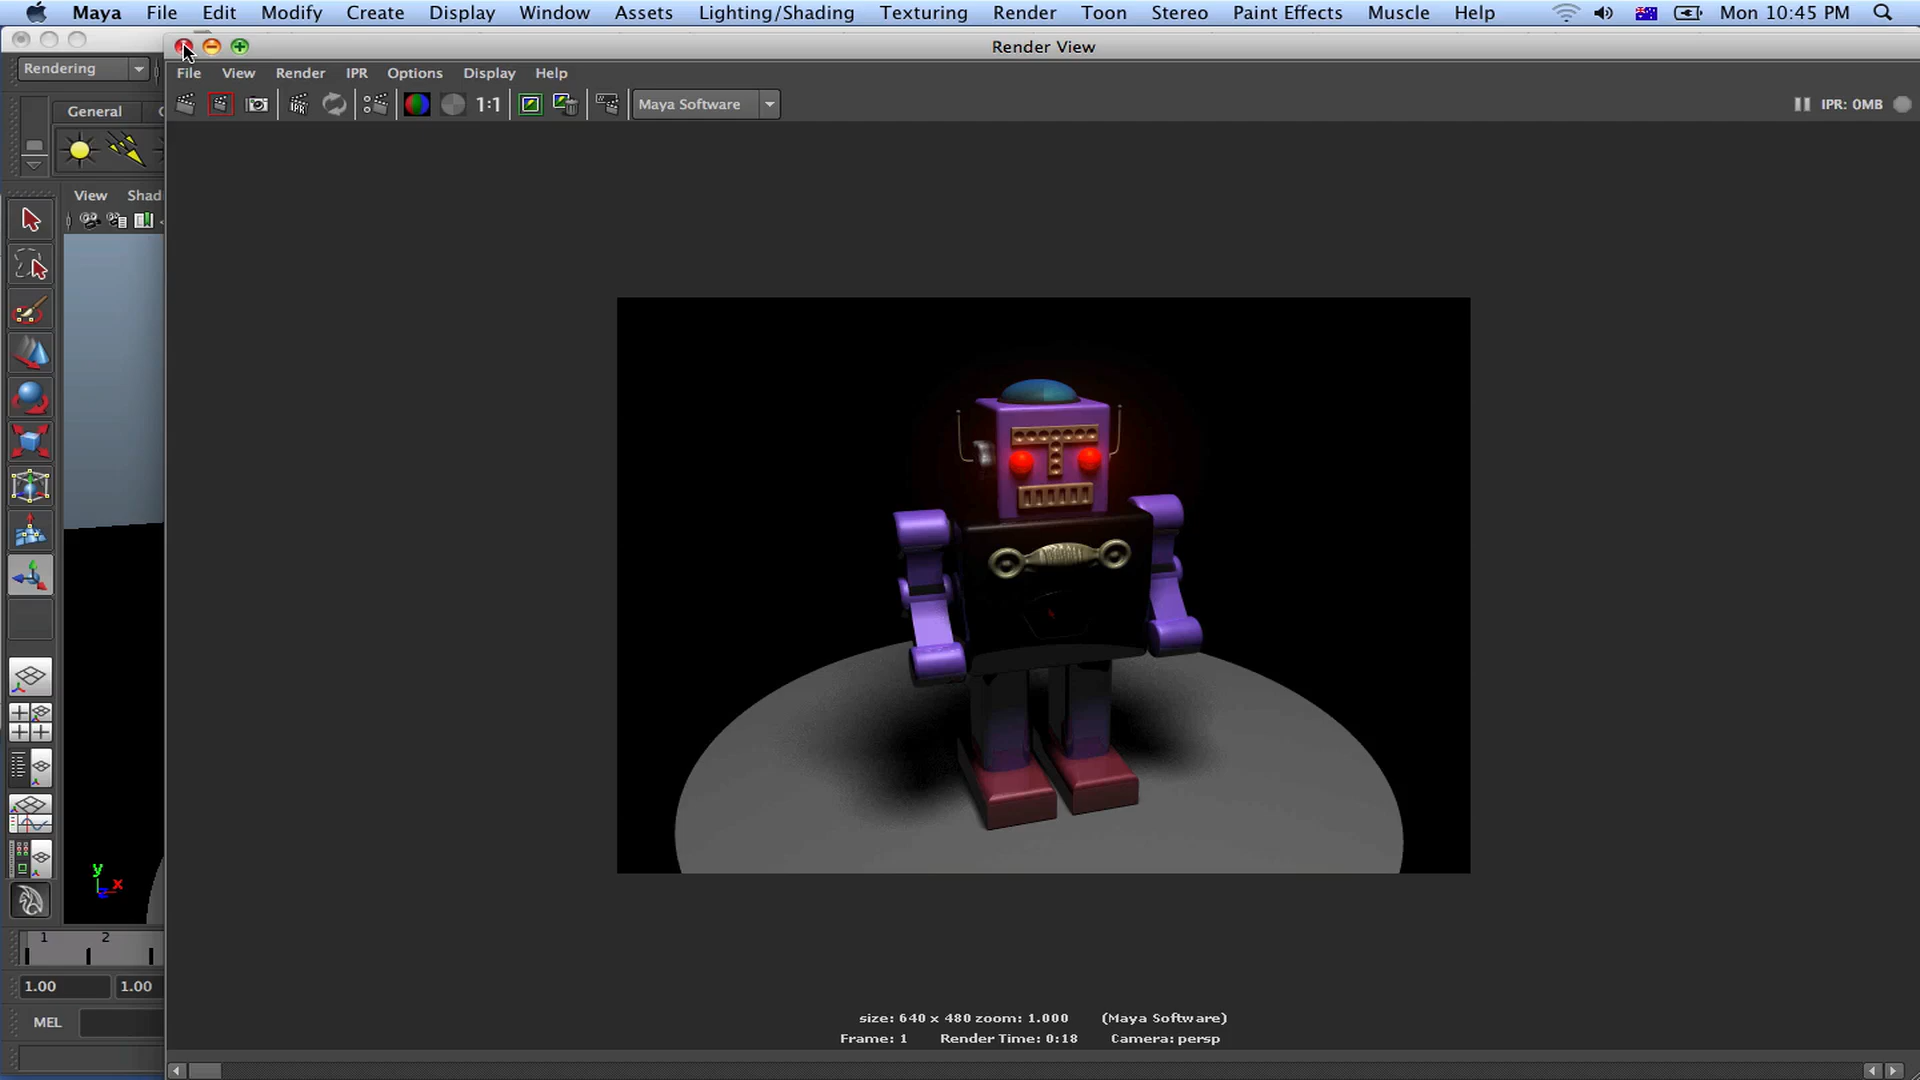 Maya File Edit Modify Create Display Window Assets Lighting/Shading Texturing Render Toon Stereo Paint Effects Muscle Help Mon 10:45 PM
Render View
Rendering
File View Render IPR Options Display Help
IPR 1:1 Maya Software IPR: 0MB
General
View Shad
y
x
1 2
1.00 1.00
MEL
size: 640 x 480 zoom: 1.000 (Maya Software)
Frame: 1 Render Time: 0:18 Camera: persp